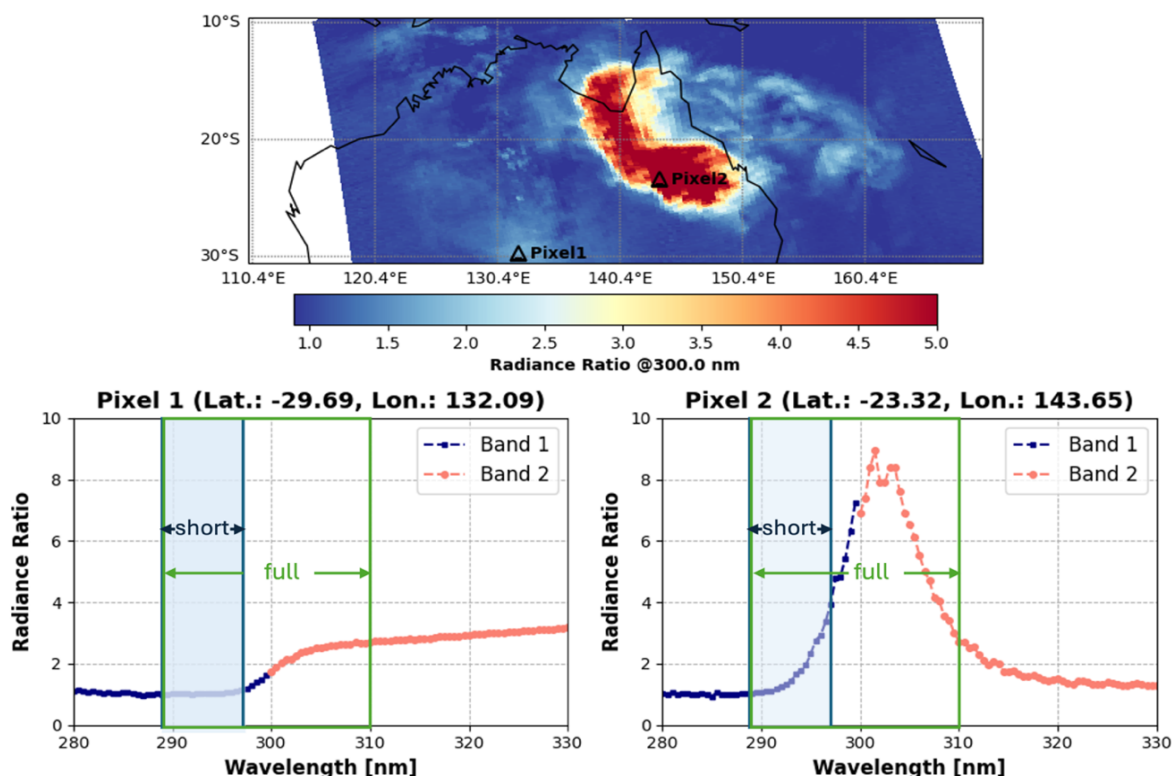 10°S
20°S
30°S
Pixel2
Pixel1
110.4°E 120.4°E 130.4°E 140.4°E 150.4°E 160.4°E
1.0 1.5 2.0 2.5 3.0 3.5 4.0 4.5 5.0
Radiance Ratio @300.0 nm
Pixel 1 (Lat.: -29.69, Lon.: 132.09)
Radiance Ratio
10
8
6
4
2
0
Band 1
Band 2
short
full
280 290 300 310 320 330
Wavelength [nm]
Pixel 2 (Lat.: -23.32, Lon.: 143.65)
Radiance Ratio
10
8
6
4
2
0
Band 1
Band 2
short
full
280 290 300 310 320 330
Wavelength [nm]